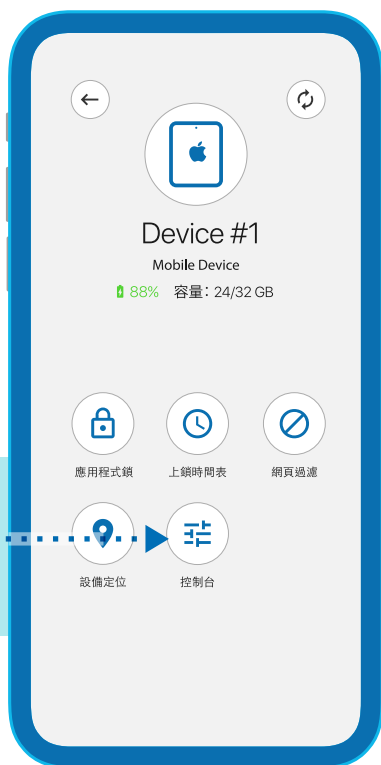 Device #1
Mobile Device
88% 容量：24/32 GB
應用程式鎖 上鎖時間表 網頁過濾
設備定位 控制台